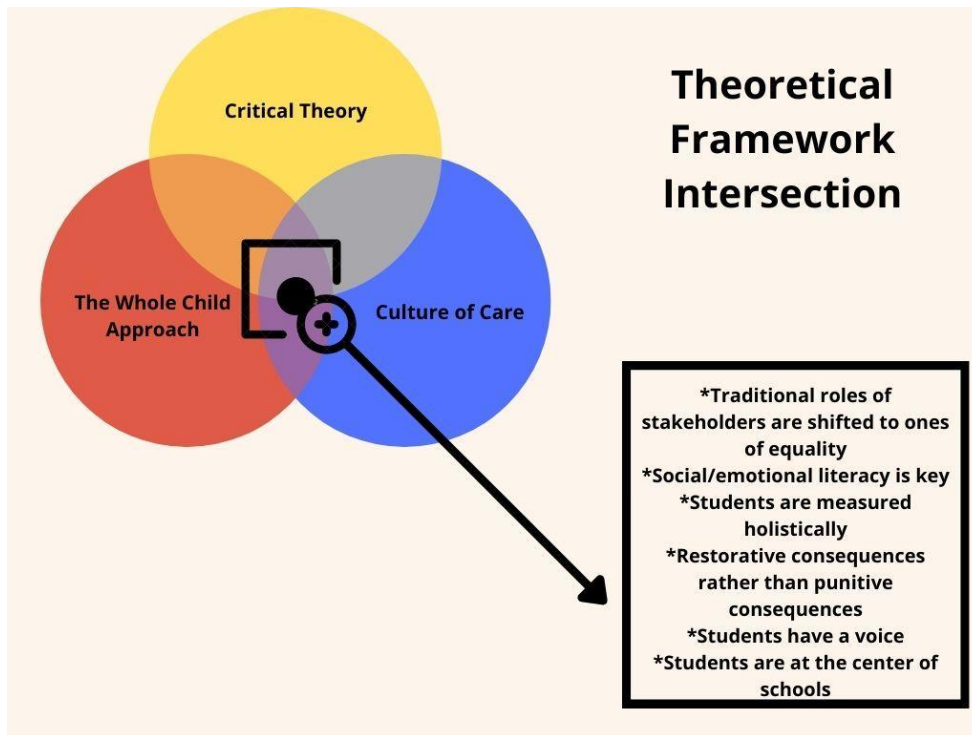 Critical Theory
Theoretical
Framework
Intersection
The Whole Child
Approach
Culture of Care
*Traditional roles of
stakeholders are shifted to ones
of equality
*Social/emotional literacy is key
*Students are measured
holistically
*Restorative consequences
rather than punitive
consequences
*Students have a voice
*Students are at the center of
schools